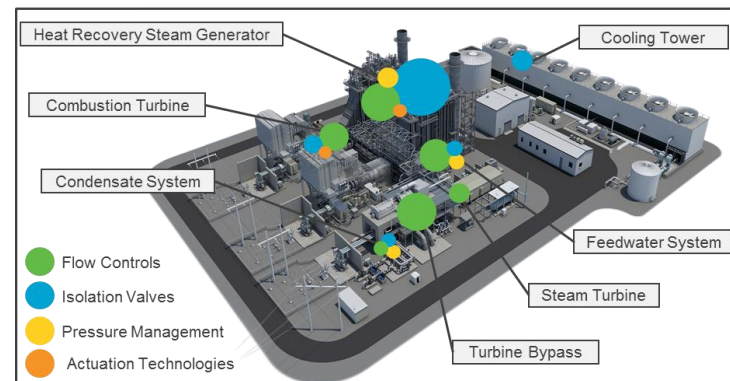 Heat Recovery Steam Generator
Cooling Tower
Combustion Turbine
Condensate System
Flow Controls
Isolation Valves
Pressure Management
Actuation Technologies
Feedwater System
Steam Turbine
Turbine Bypass